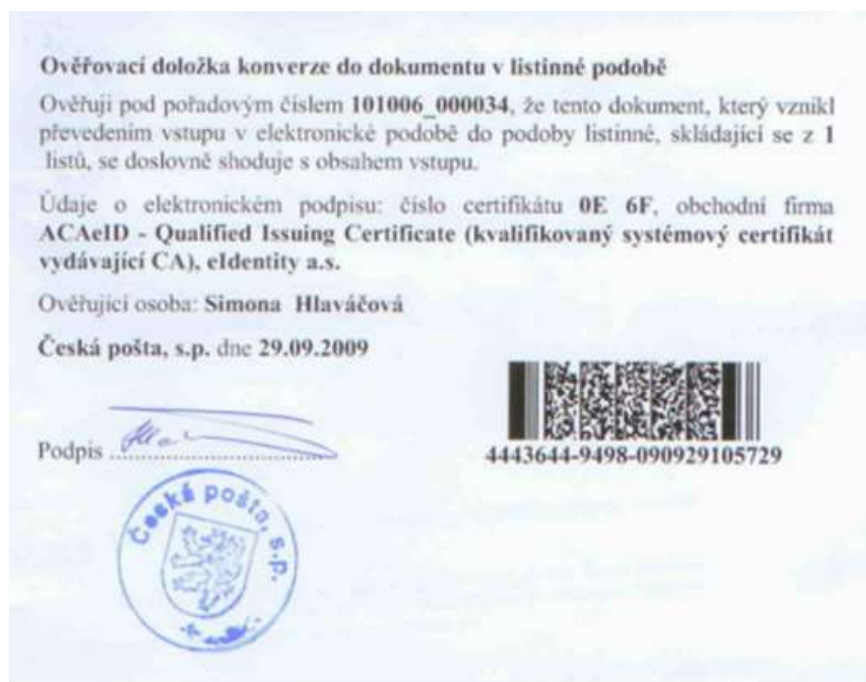 Ověřovací doložka konverze do dokumentu v listinné podobě
Ověřuji pod pořadovým číslem 101006_000034, že tento dokument, který vznikl
převedením vstupu v elektronické podobě do podoby listinné, skládající se z 1
listů, se doslovně shoduje s obsahem vstupu.
Údaje o elektronickém podpisu: číslo certifikátu 0E 6F, obchodní firma
ACAeID - Qualified Issuing Certificate (kvalifikovaný systémový certifikát
vydávající CA), eIdentity a.s.
Ověřující osoba: Simona Hlaváčová
Česká pošta, s.p. dne 29.09.2009
Podpis
4443644-9498-090929105729
Česká pošta, s.p.